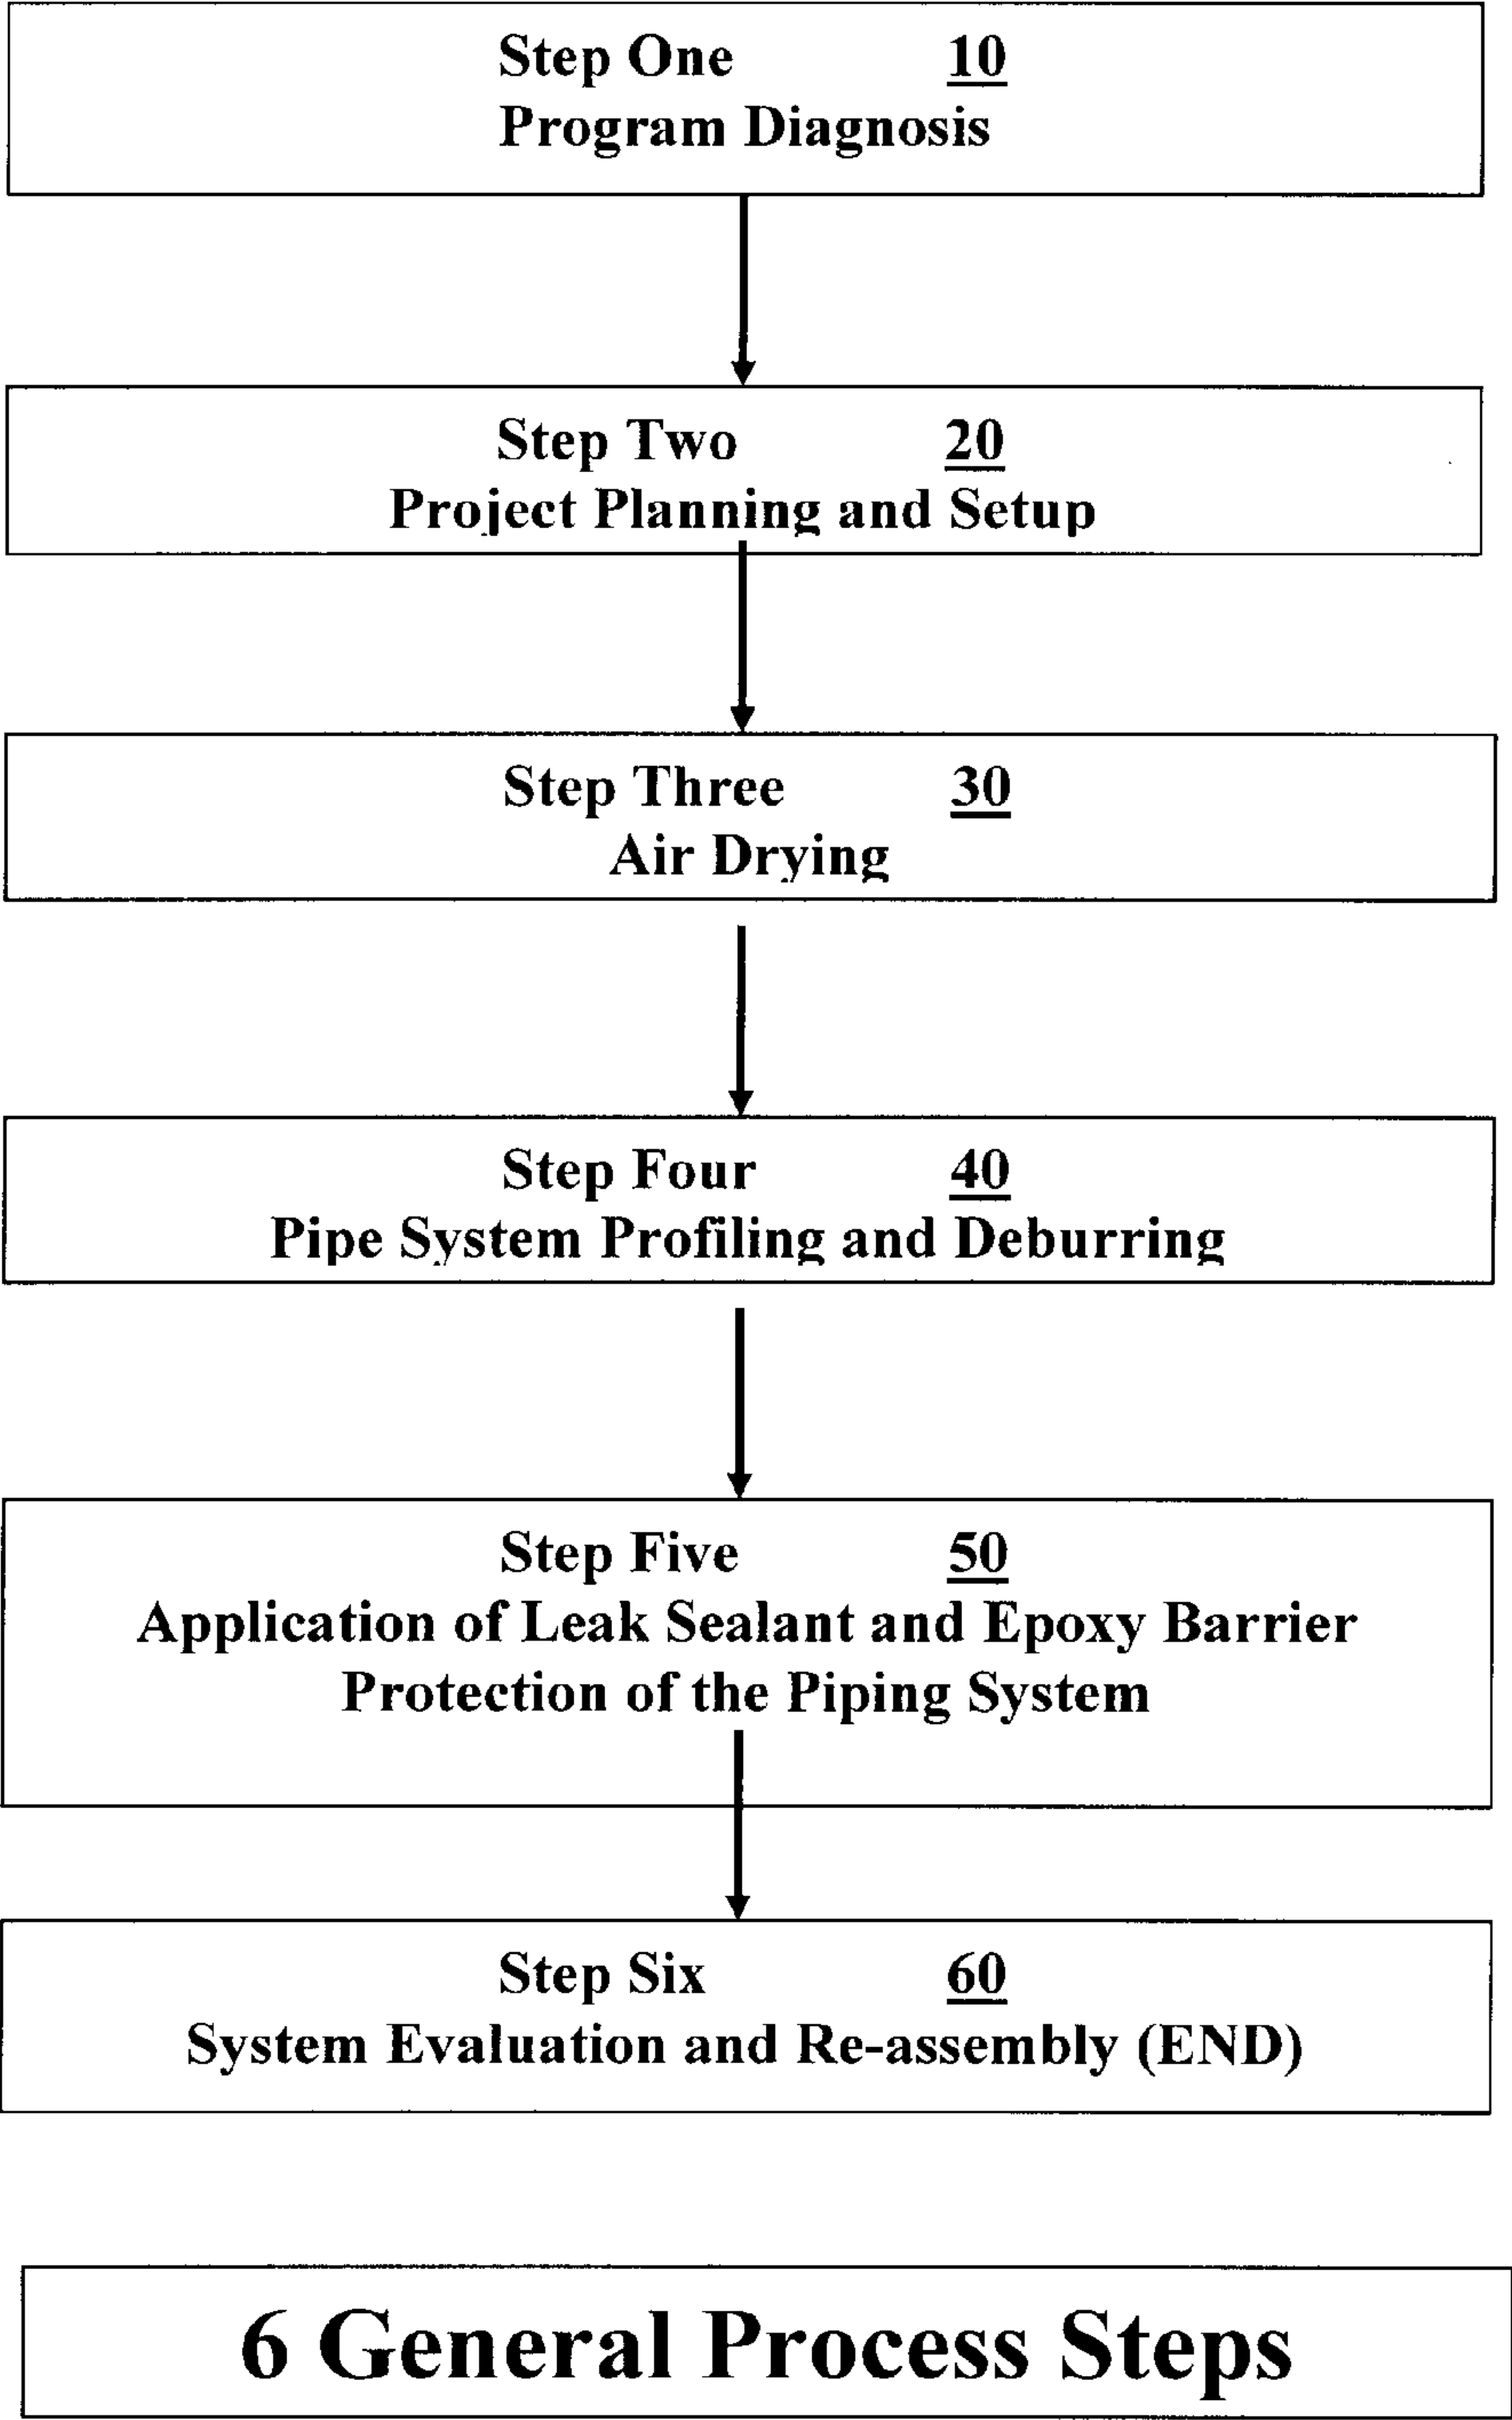 Step One 10
Program Diagnosis
Step Two 20
Project Planning and Setup
Step Three 30
Air Drying
Step Four 40
Pipe System Profiling and Deburring
Step Five 50
Application of Leak Sealant and Epoxy Barrier
Protection of the Piping System
Step Six 60
System Evaluation and Re-assembly (END)
6 General Process Steps